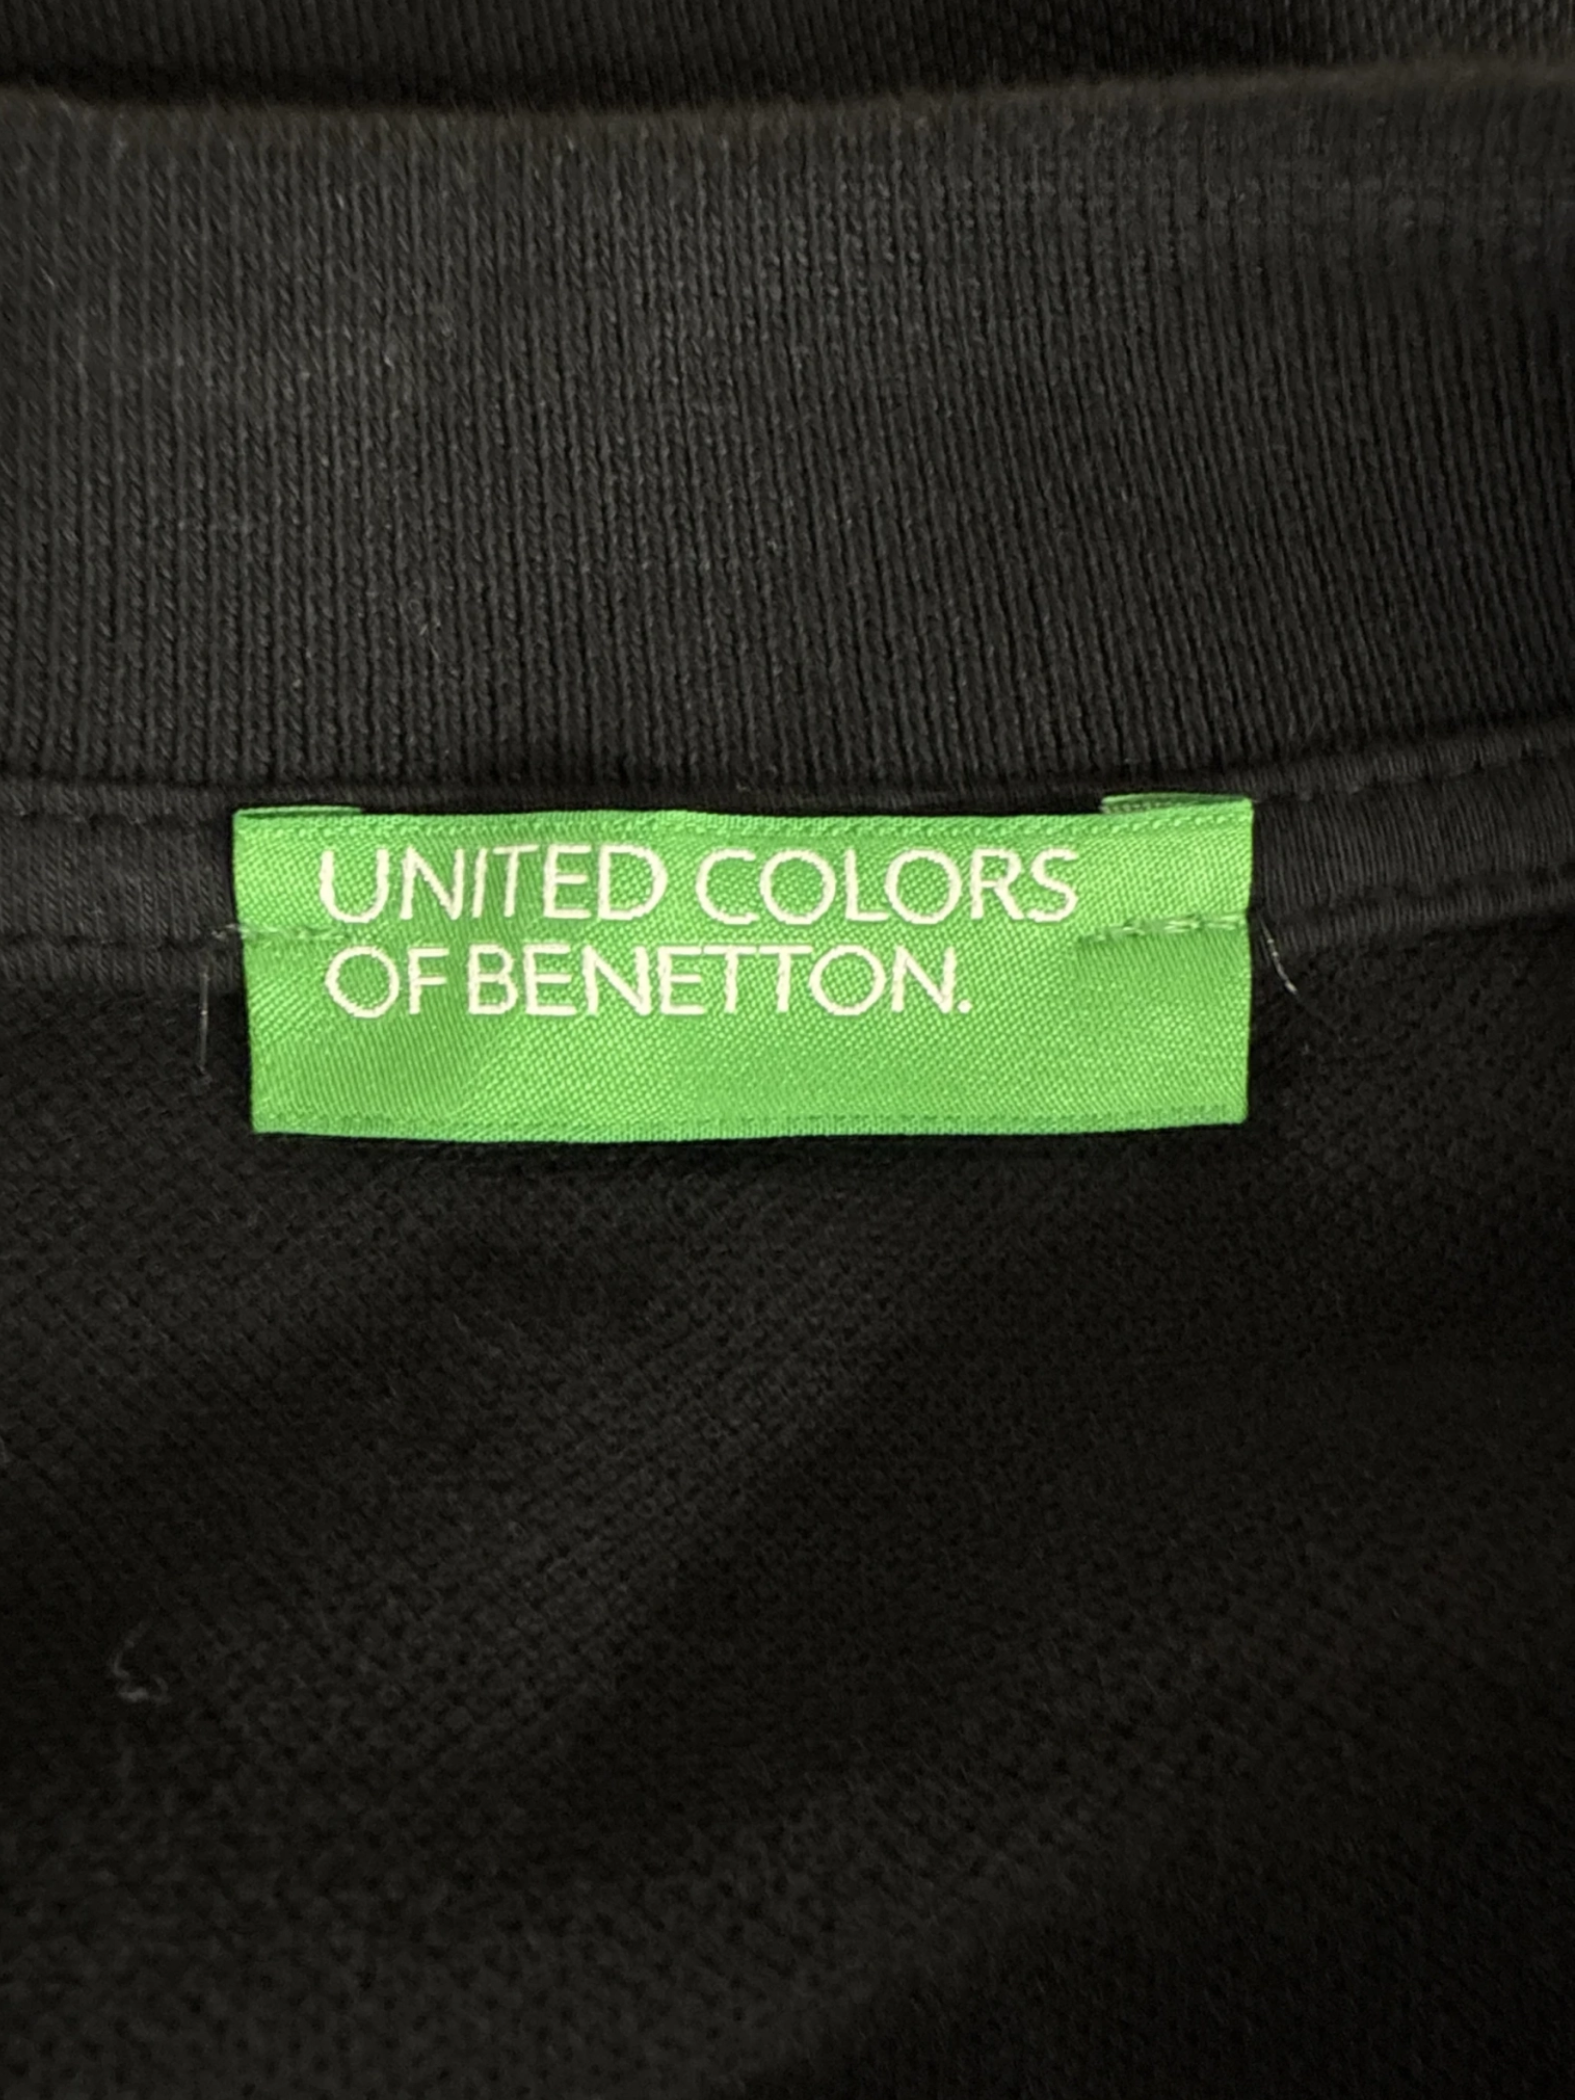 UNITED COLORS
OF BENETTON.